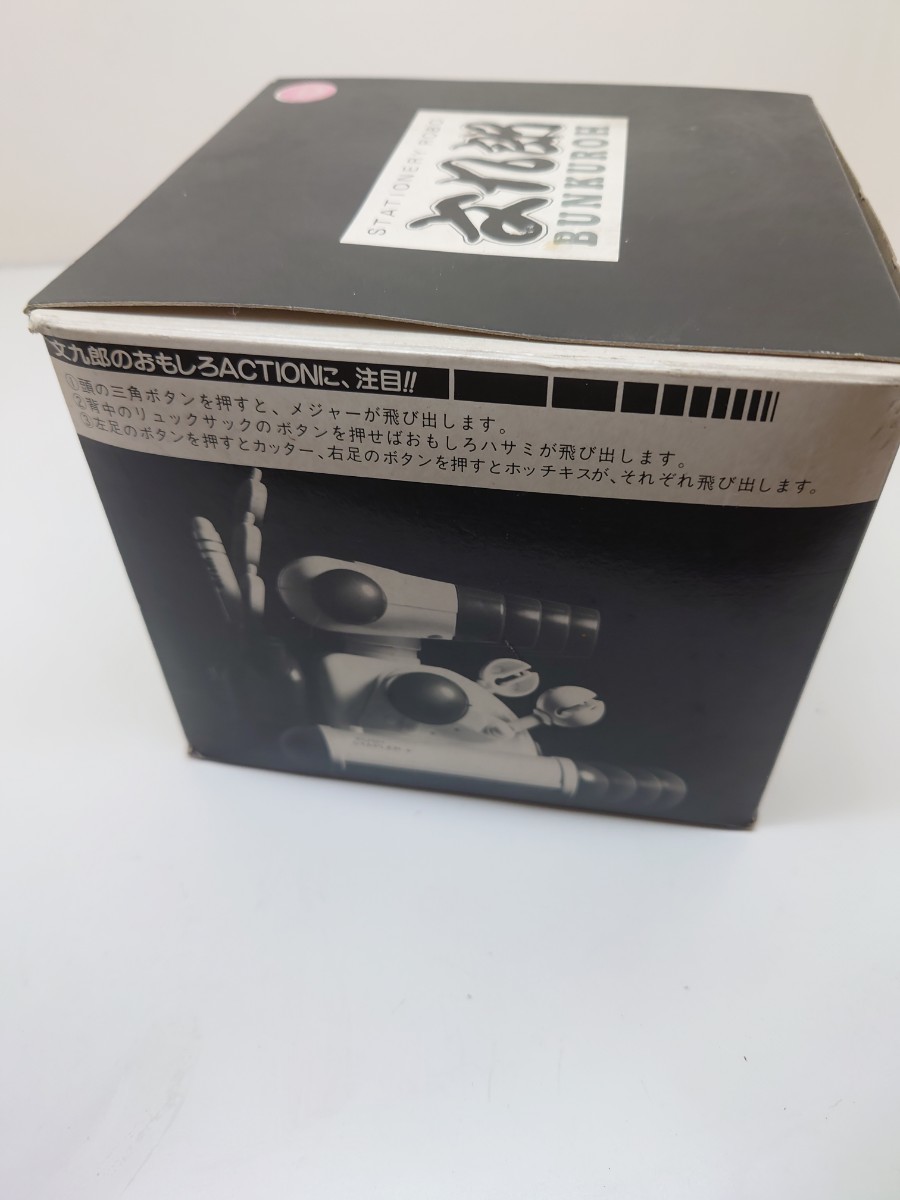 STATIONERY ROBO
文九郎
BUNKUROH
文九郎のおもしろACTIONに、注目!!
①頭の三角ボタンを押すと、メジャーが飛び出します。
②背中のリュックサックのボタンを押せばおもしろハサミが飛び出します。
③左足のボタンを押すとカッター、右足のボタンを押すとホッチキスが、それぞれ飛び出します。